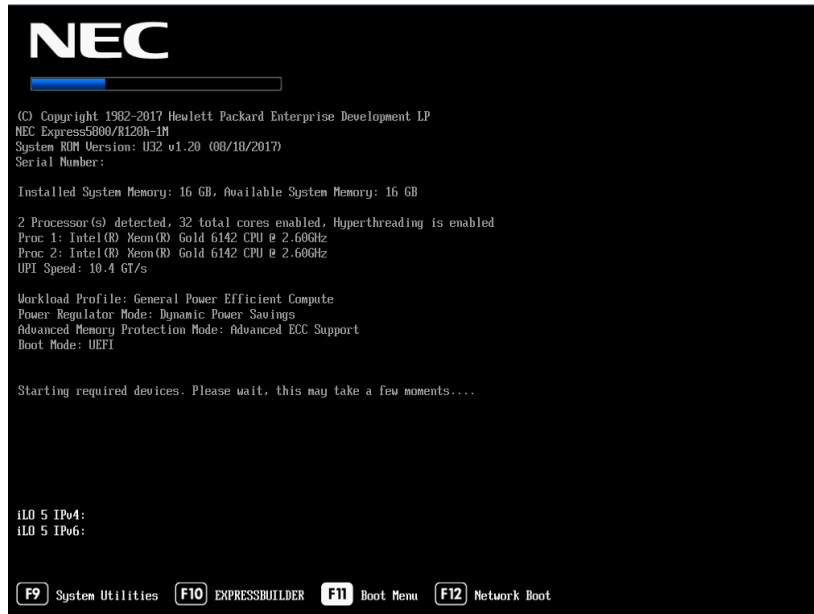 NEC
(C) Copyright 1982-2017 Hewlett Packard Enterprise Development LP
NEC Express5800/R120h-1M
System ROM Version: U32 v1.20 (08/18/2017)
Serial Number:
Installed System Memory: 16 GB, Available System Memory: 16 GB
2 Processor(s) detected, 32 total cores enabled, Hyperthreading is enabled
Proc 1: Intel(R) Xeon(R) Gold 6142 CPU @ 2.60GHz
Proc 2: Intel(R) Xeon(R) Gold 6142 CPU @ 2.60GHz
UPI Speed: 10.4 GT/s
Workload Profile: General Power Efficient Compute
Power Regulator Mode: Dynamic Power Savings
Advanced Memory Protection Mode: Advanced ECC Support
Boot Mode: UEFI
Starting required devices. Please wait, this may take a few moments....
iLO 5 IPv4:
iLO 5 IPv6:
F9 System Utilities F10 EXPRESSBUILDER F11 Boot Menu F12 Network Boot